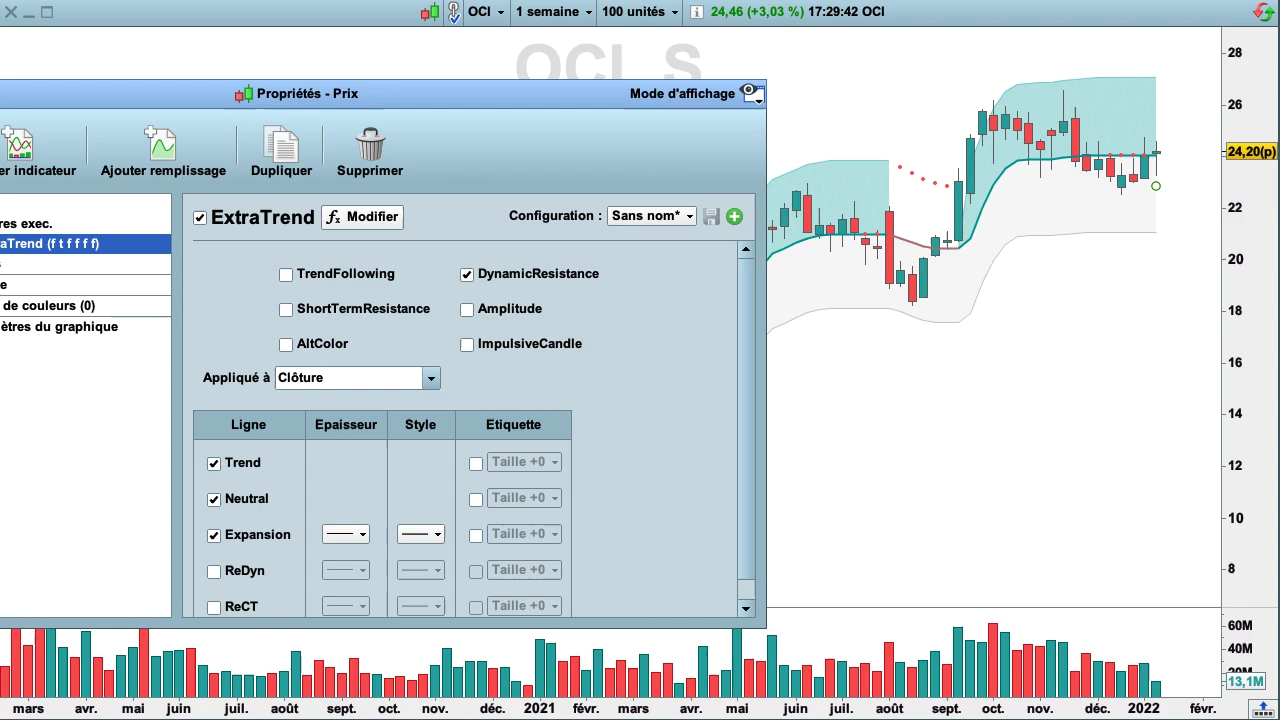 OCI
1 semaine
100 unités
24,46 (+3,03 %) 17:29:42 OCI
OCI S
Propriétés - Prix
Mode d'affichage
er indicateur
Ajouter remplissage
Dupliquer
Supprimer
res exec.
raTrend (f t f f f f)
s
e
de couleurs (0)
ètres du graphique
ExtraTrend
fx Modifier
Configuration :
Sans nom*
TrendFollowing
DynamicResistance
ShortTermResistance
Amplitude
AltColor
ImpulsiveCandle
Appliqué à
Clôture
Ligne
Epaisseur
Style
Etiquette
Trend
Taille +0
Neutral
Taille +0
Expansion
Taille +0
ReDyn
Taille +0
ReCT
Taille +0
28
26
24,20(p)
22
20
18
16
14
12
10
8
60M
40M
20M
13,1M
mars avr. mai juin juil. août sept. oct. nov. déc. 2021 févr. mars avr. mai juin juil. août sept. oct. nov. déc. 2022 févr.